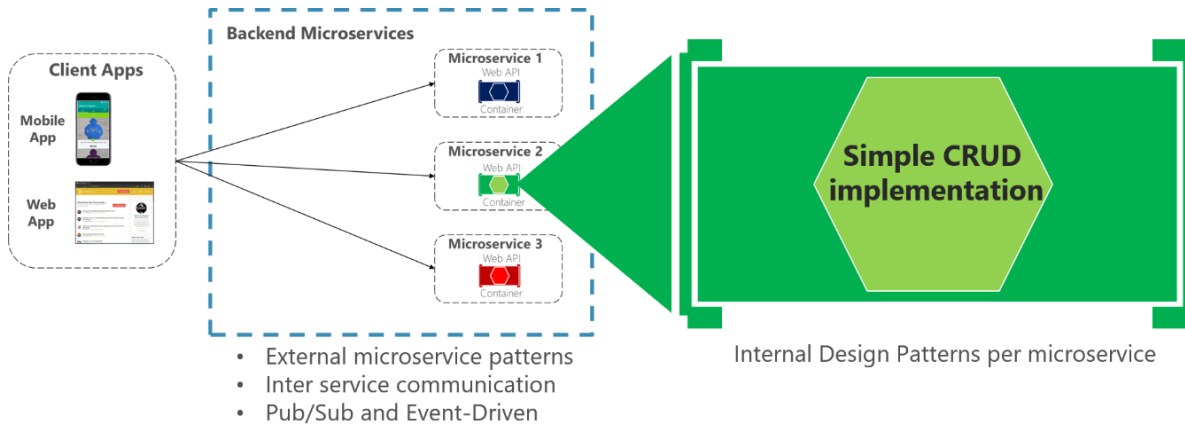 Client Apps
Mobile
App
Web
App
Backend Microservices
Microservice 1
Web API
Container
Microservice 2
Web API
Container
Microservice 3
Web API
Container
• External microservice patterns
• Inter service communication
• Pub/Sub and Event-Driven
Simple CRUD
implementation
Internal Design Patterns per microservice